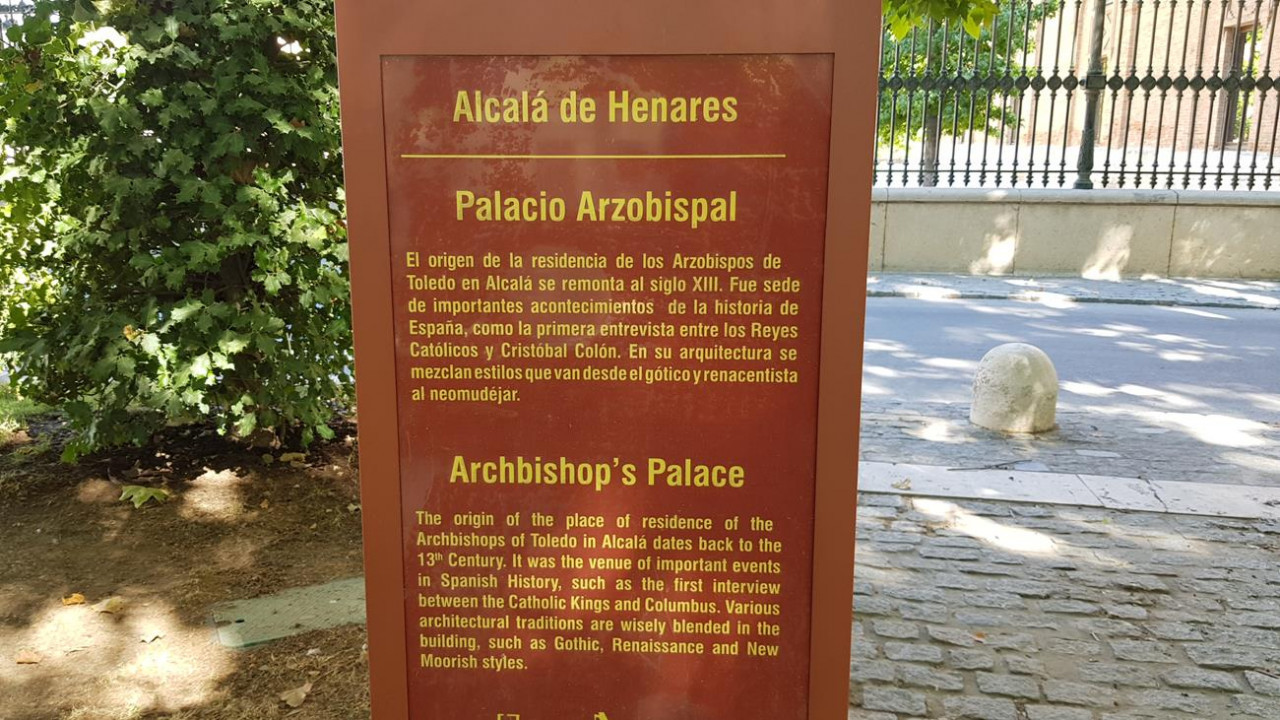 Alcalá de Henares
Palacio Arzobispal
El origen de la residencia de los Arzobispos de
Toledo en Alcalá se remonta al siglo XIII. Fue sede
de importantes acontecimientos de la historia de
España, como la primera entrevista entre los Reyes
Católicos y Cristóbal Colón. En su arquitectura se
mezclan estilos que van desde el gótico y renacentista
al neomudéjar.
Archbishop's Palace
The origin of the place of residence of the
Archbishops of Toledo in Alcalá dates back to the
13th Century. It was the venue of important events
in Spanish History, such as the first interview
between the Catholic Kings and Columbus. Various
architectural traditions are wisely blended in the
building, such as Gothic, Renaissance and New
Moorish styles.